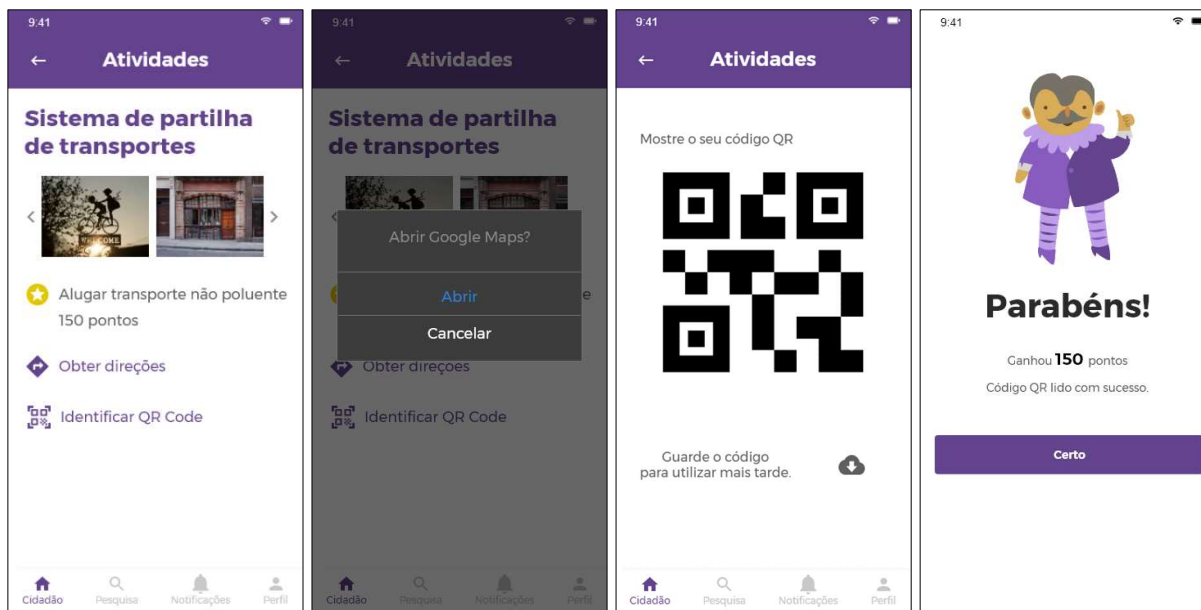 9:41
Atividades
Sistema de partilha
de transportes
WELCOME
Alugar transporte não poluente
150 pontos
Obter direções
Identificar QR Code
Cidadão
Pesquisa
Notificações
Perfil
9:41
Atividades
Sistema de partilha
de transportes
Abrir Google Maps?
Abrir
Cancelar
e
Obter direções
Identificar QR Code
Cidadão
Pesquisa
Notificações
Perfil
9:41
Atividades
Mostre o seu código QR
Guarde o código
para utilizar mais tarde.
Cidadão
Pesquisa
Notificações
Perfil
9:41
Parabéns!
Ganhou 150 pontos
Código QR lido com sucesso.
Certo